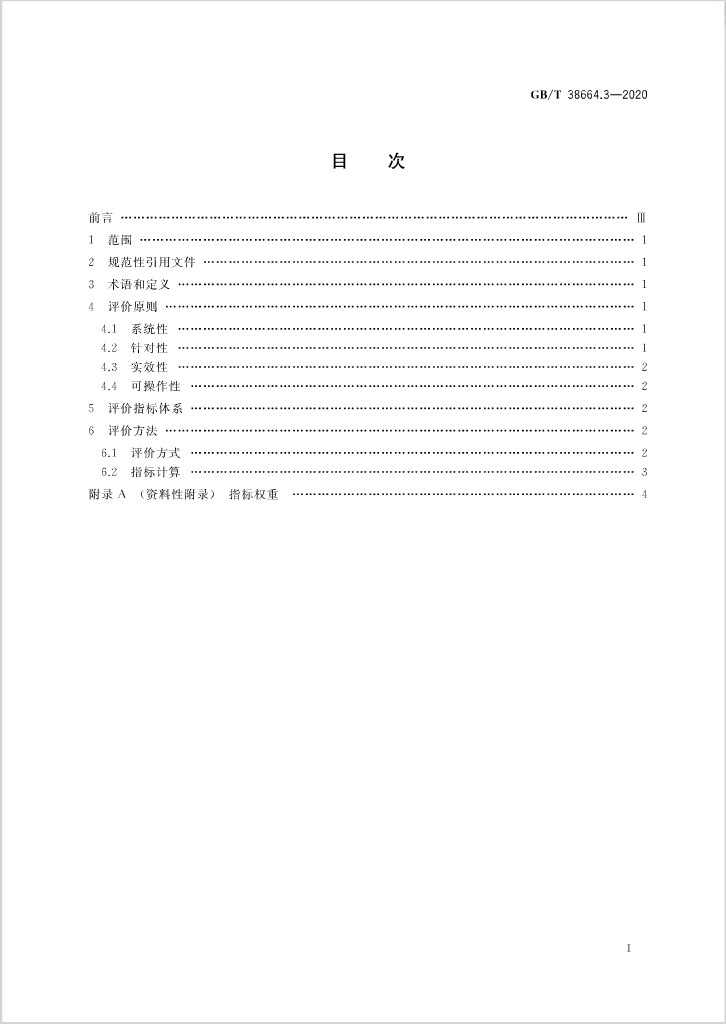 GB/T 38664.3—2020
目 次
前言 ………………………………………………………………………………………………………… Ⅲ
1 范围 ……………………………………………………………………………………………………… 1
2 规范性引用文件 ………………………………………………………………………………………… 1
3 术语和定义 ……………………………………………………………………………………………… 1
4 评价原则 ………………………………………………………………………………………………… 1
4.1 系统性 ………………………………………………………………………………………………… 1
4.2 针对性 ………………………………………………………………………………………………… 1
4.3 实效性 ………………………………………………………………………………………………… 2
4.4 可操作性 ……………………………………………………………………………………………… 2
5 评价指标体系 …………………………………………………………………………………………… 2
6 评价方法 ………………………………………………………………………………………………… 2
6.1 评价方式 ……………………………………………………………………………………………… 2
6.2 指标计算 ……………………………………………………………………………………………… 3
附录 A （资料性附录） 指标权重 ………………………………………………………………………… 4
Ⅰ